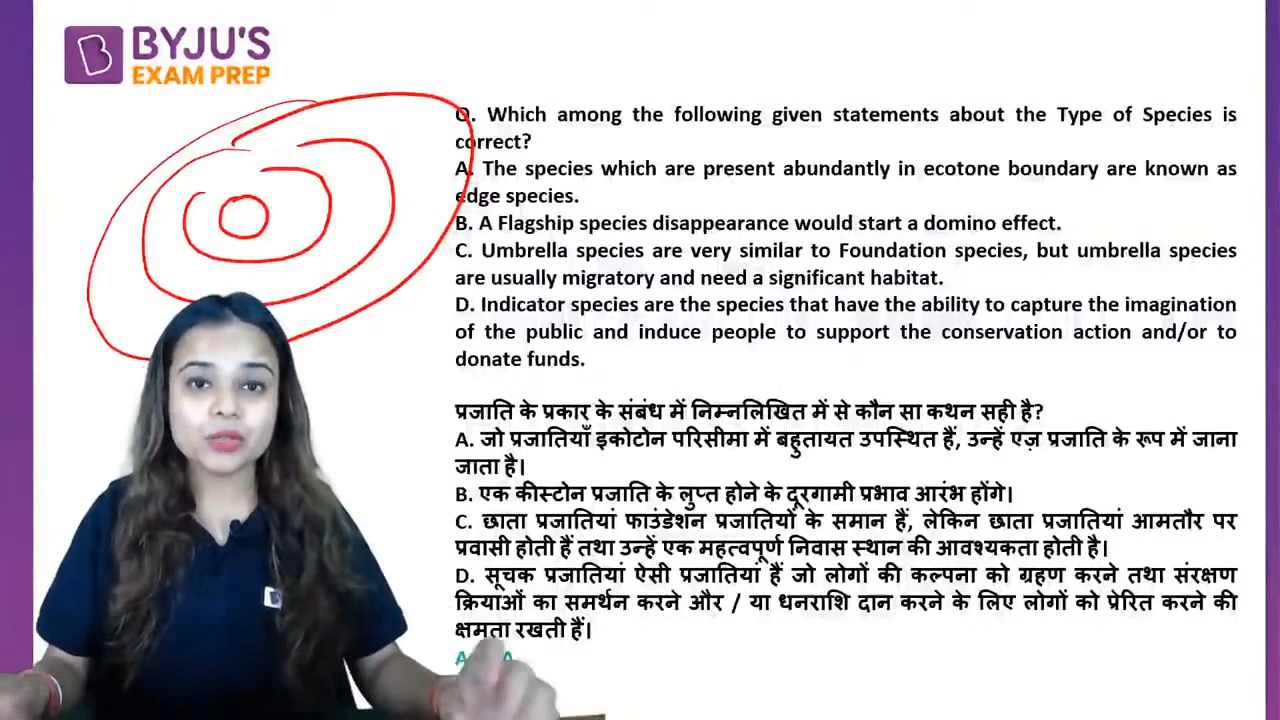 BYJU'S
EXAM PREP
Q. Which among the following given statements about the Type of Species is
correct?
A. The species which are present abundantly in ecotone boundary are known as
edge species.
B. A Flagship species disappearance would start a domino effect.
C. Umbrella species are very similar to Foundation species, but umbrella species
are usually migratory and need a significant habitat.
D. Indicator species are the species that have the ability to capture the imagination
of the public and induce people to support the conservation action and/or to
donate funds.
प्रजाति के प्रकार के संबंध में निम्नलिखित में से कौन सा कथन सही है?
A. जो प्रजातियाँ इकोटोन परिसीमा में बहुतायत उपस्थित हैं, उन्हें एज़ प्रजाति के रूप में जाना
जाता है।
B. एक कीस्टोन प्रजाति के लुप्त होने के दूरगामी प्रभाव आरंभ होंगे।
C. छाता प्रजातियां फाउंडेशन प्रजातियों के समान हैं, लेकिन छाता प्रजातियां आमतौर पर
प्रवासी होती हैं तथा उन्हें एक महत्वपूर्ण निवास स्थान की आवश्यकता होती है।
D. सूचक प्रजातियां ऐसी प्रजातियां हैं जो लोगों की कल्पना को ग्रहण करने तथा संरक्षण
क्रियाओं का समर्थन करने और / या धनराशि दान करने के लिए लोगों को प्रेरित करने की
क्षमता रखती हैं।